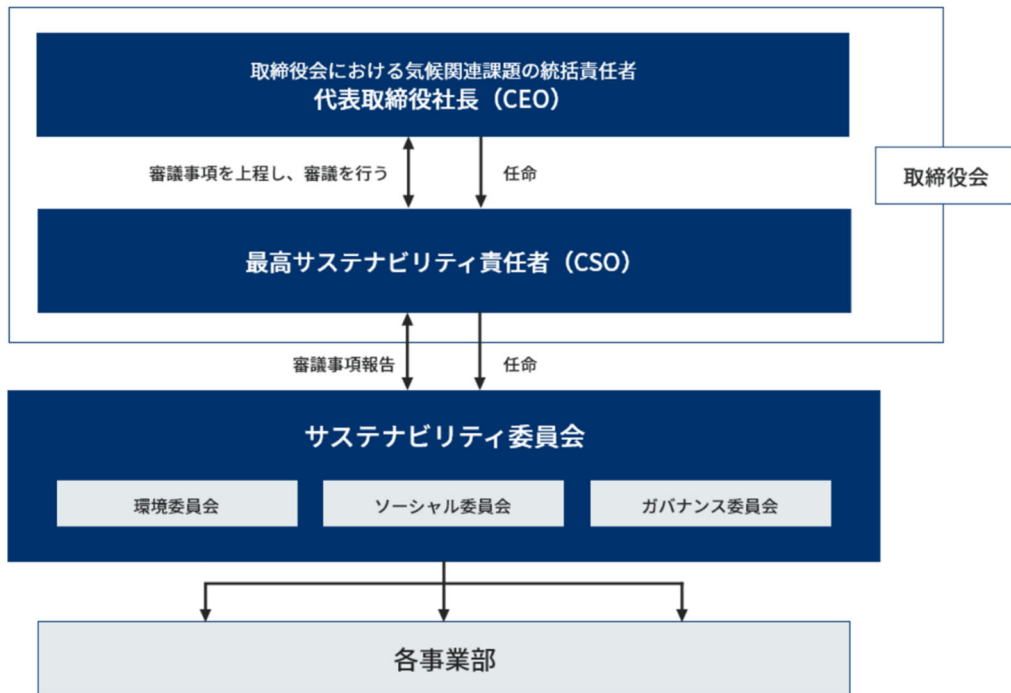 取締役会における気候関連課題の統括責任者
代表取締役社長（CEO）
審議事項を上程し、審議を行う
任命
取締役会
最高サステナビリティ責任者（CSO）
審議事項報告
任命
サステナビリティ委員会
環境委員会
ソーシャル委員会
ガバナンス委員会
各事業部